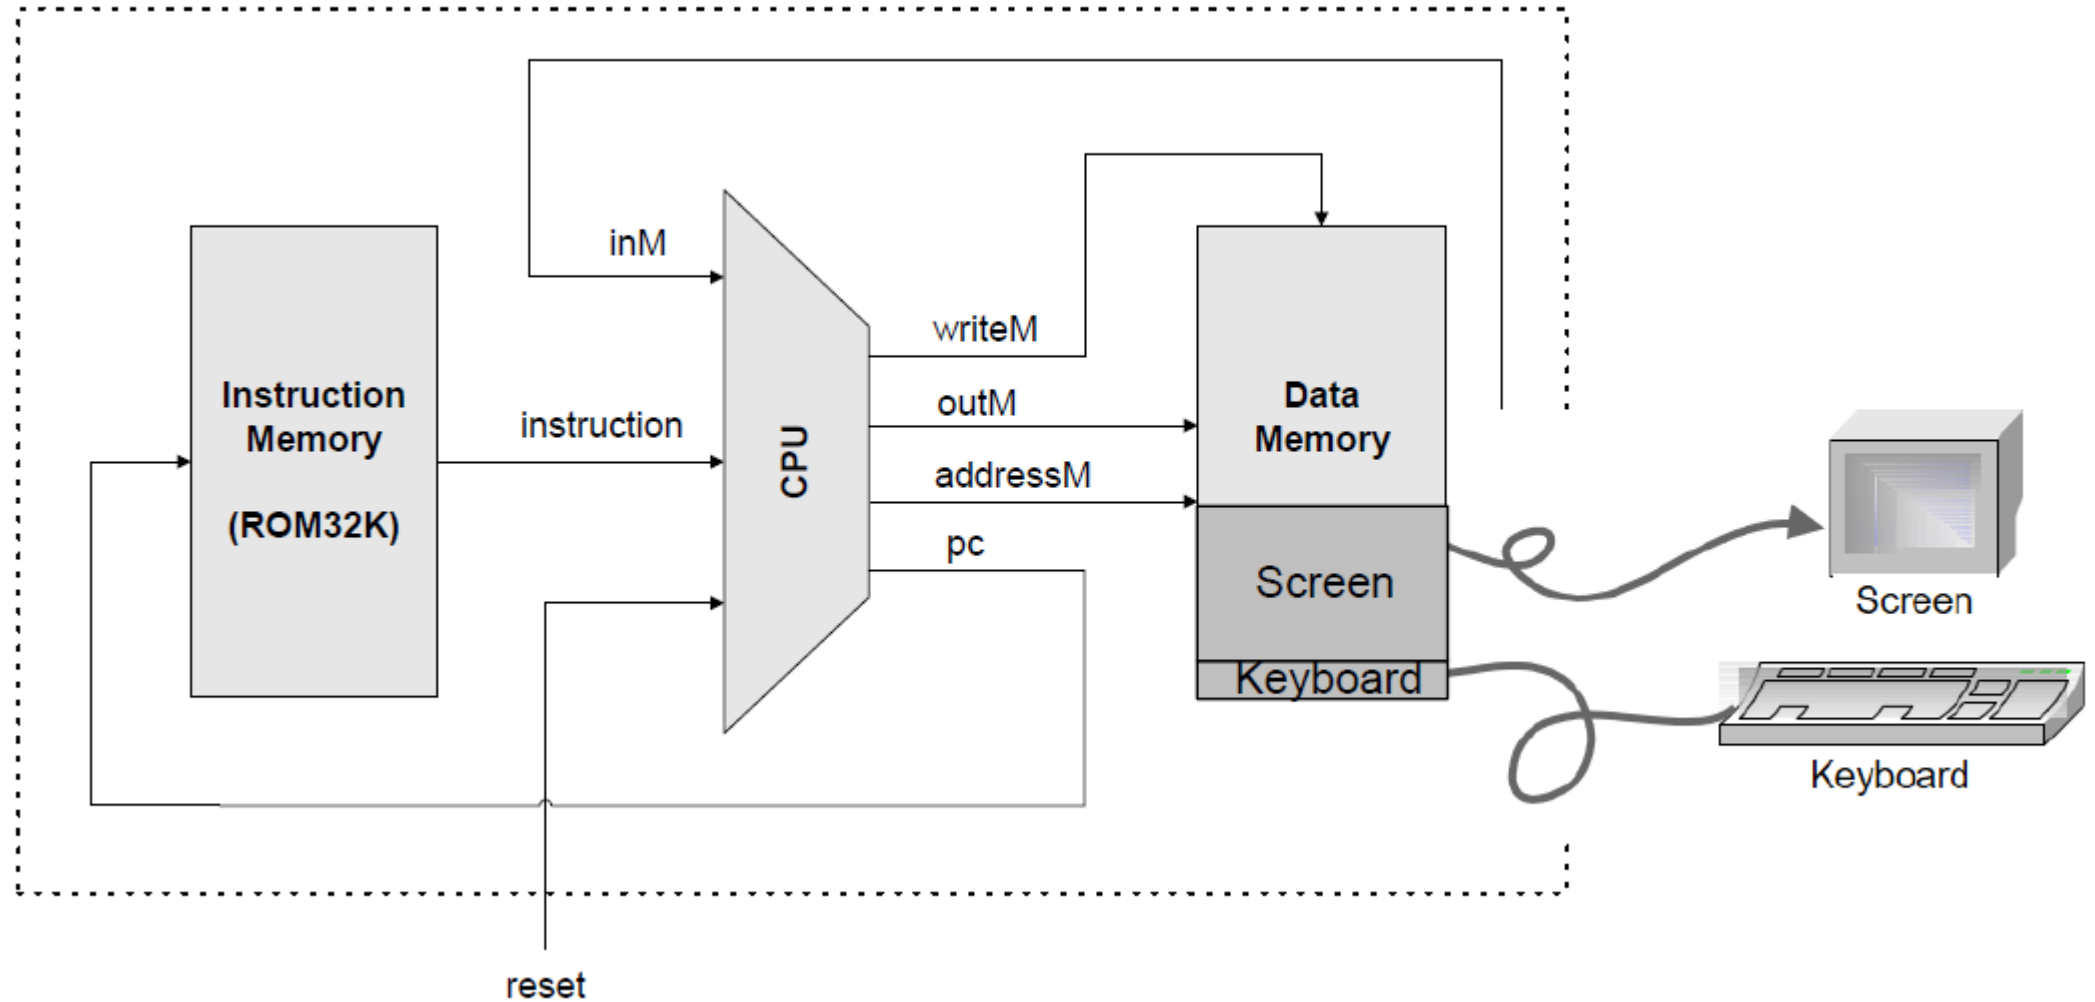 inM
writeM
Instruction
Memory
(ROM32K)
instruction
CPU
outM
addressM
pc
Data
Memory
Screen
Keyboard
Screen
Keyboard
reset